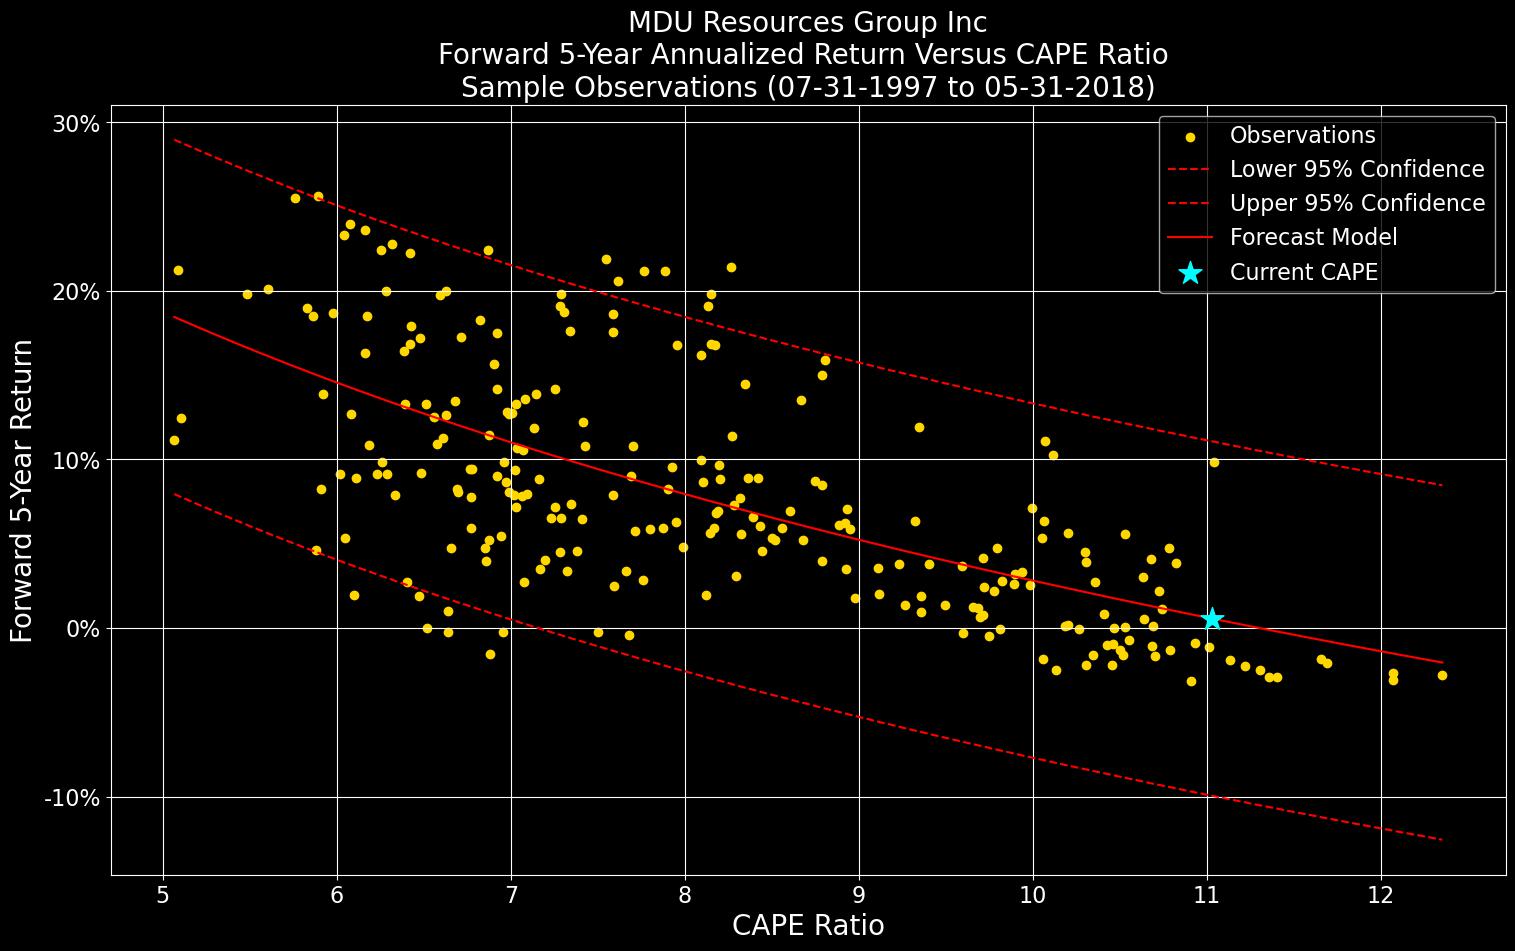 MDU Resources Group Inc
Forward 5-Year Annualized Return Versus CAPE Ratio
Sample Observations (07-31-1997 to 05-31-2018)
Observations
Lower 95% Confidence
Upper 95% Confidence
Forecast Model
Current CAPE
Forward 5-Year Return
30%
20%
10%
0%
-10%
5 6 7 8 9 10 11 12
CAPE Ratio